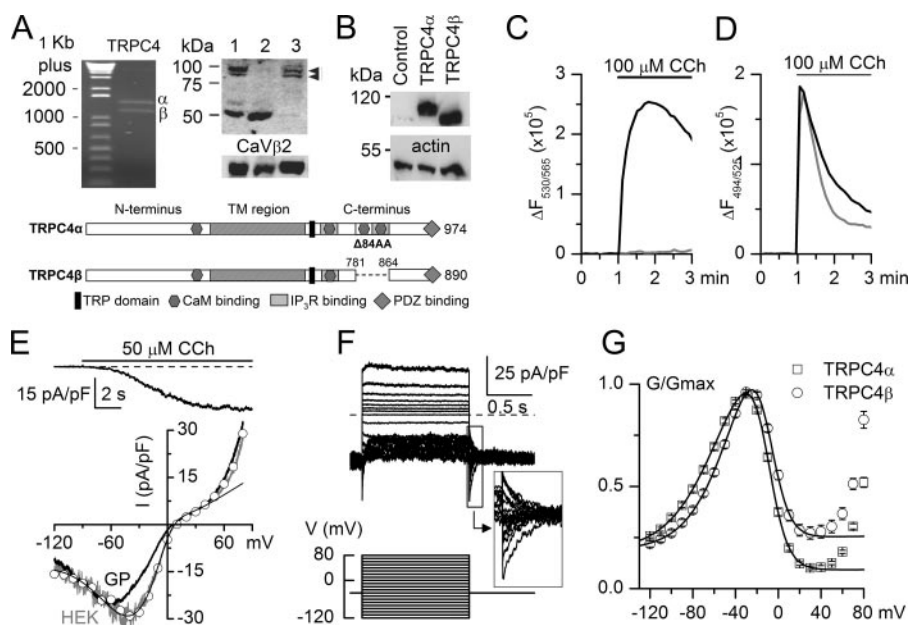 A
1 Kb
plus
TRPC4
2000
1000
500
α
β
kDa
1 2 3
100
75
50
CaVβ2
B
Control
TRPC4α
TRPC4β
kDa
120
55
actin
N-terminus TM region C-terminus
TRPC4α 974
Δ84AA
781 864
TRPC4β 890
TRP domain CaM binding IP3R binding PDZ binding
C
100 μM CCh
ΔF530/565 (x10⁵)
3
2
1
0
0 1 2 3 min
D
100 μM CCh
ΔF494/525 (x10⁵)
2
1
0
0 1 2 3 min
E
50 μM CCh
15 pA/pF 2 s
I (pA/pF)
30
15
-120 -60 60 mV
-15
-30
GP
HEK
F
25 pA/pF
0.5 s
V (mV)
80
0
-120
G
G/Gmax
TRPC4α
TRPC4β
1.0
0.5
0.0
-120 -80 -40 0 40 80 mV